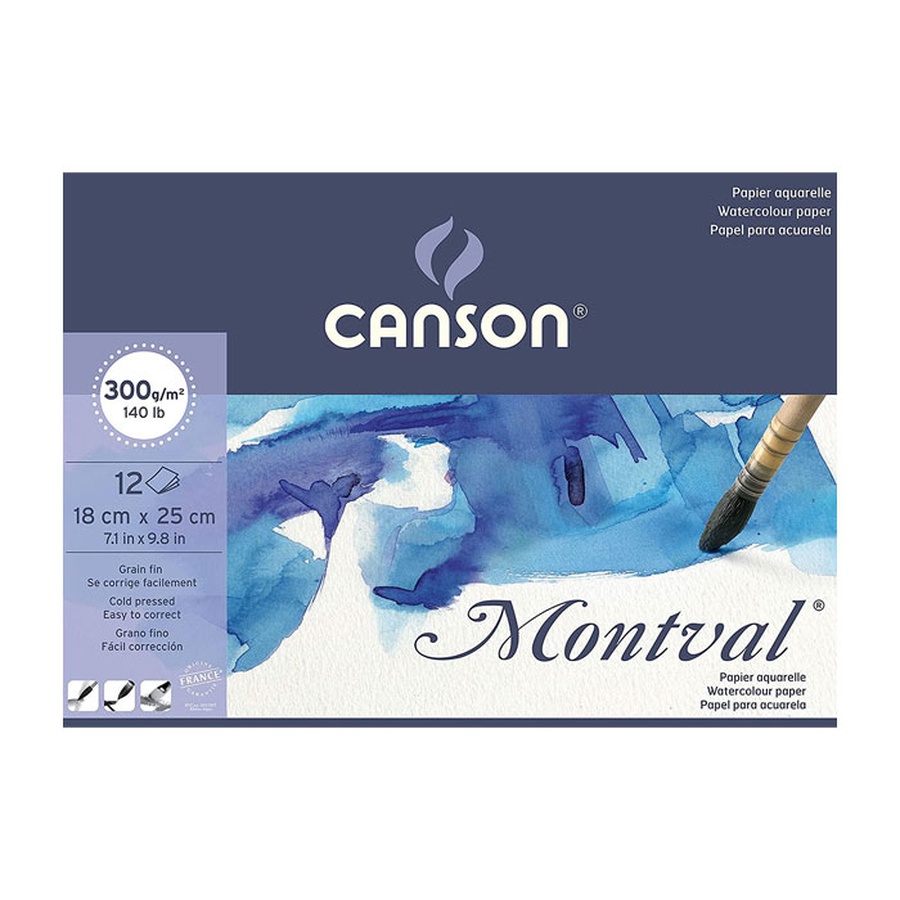 Papier aquarelle
Watercolour paper
Papel para acuarela
CANSON®
300g/m²
140 lb
12
18 cm x 25 cm
7.1 in x 9.8 in
Grain fin
Se corrige facilement
Cold pressed
Easy to correct
Grano fino
Fácil corrección
ORIGINE
FRANCE
GARANTIE
Montval®
Papier aquarelle
Watercolour paper
Papel para acuarela